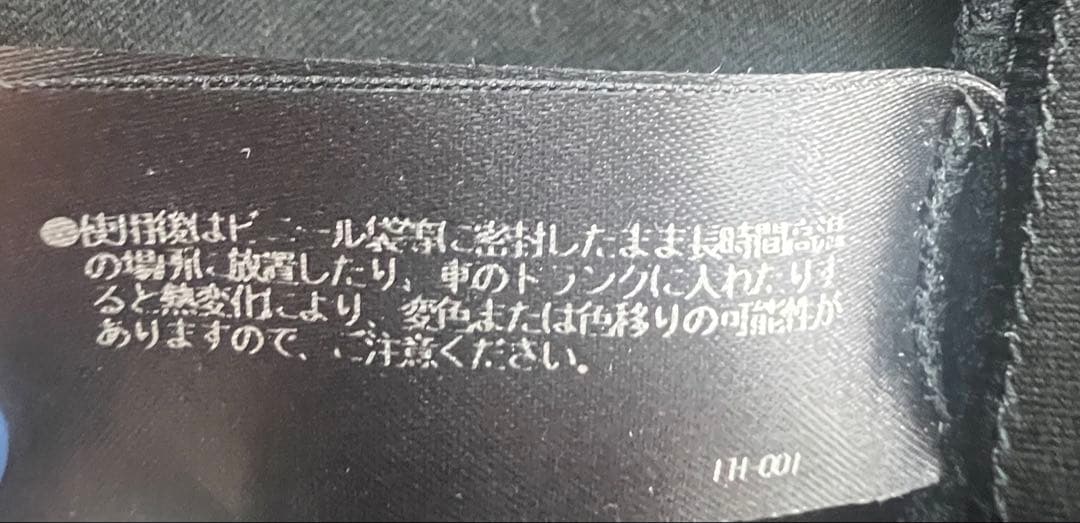 ●使用後はビニール袋等に密封したまま長時間高温
の場所に放置したり、車のトランクに入れたりす
ると熱変化により、変色または色移りの可能性が
ありますので、ご注意ください。